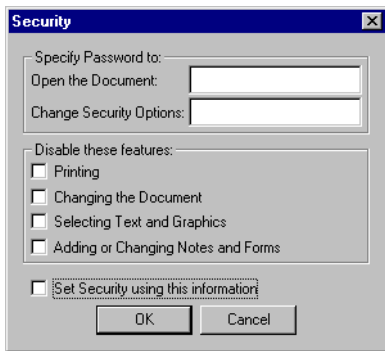 Security
Specify Password to:
Open the Document:
Change Security Options:
Disable these features:
Printing
Changing the Document
Selecting Text and Graphics
Adding or Changing Notes and Forms
Set Security using this information
OK Cancel